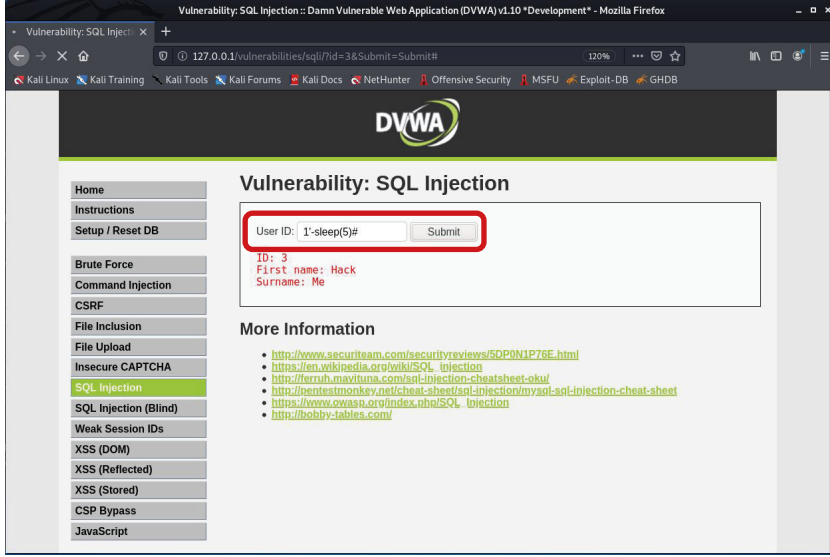 Vulnerability: SQL Injection :: Damn Vulnerable Web Application (DVWA) v1.10 *Development* - Mozilla Firefox
Vulnerability: SQL Injecti
127.0.0.1/vulnerabilities/sqli/?id=3&Submit=Submit#
120%
Kali Linux Kali Training Kali Tools Kali Forums Kali Docs NetHunter Offensive Security MSFU Exploit-DB GHDB
DVWA
Home
Instructions
Setup / Reset DB
Brute Force
Command Injection
CSRF
File Inclusion
File Upload
Insecure CAPTCHA
SQL Injection
SQL Injection (Blind)
Weak Session IDs
XSS (DOM)
XSS (Reflected)
XSS (Stored)
CSP Bypass
JavaScript
Vulnerability: SQL Injection
User ID: 1'-sleep(5)# Submit
ID: 3
First name: Hack
Surname: Me
More Information
http://www.securiteam.com/securityreviews/5DP0N1P76E.html
https://en.wikipedia.org/wiki/SQL_injection
http://ferruh.mavituna.com/sql-injection-cheatsheet-oku/
http://pentestmonkey.net/cheat-sheet/sql-injection/mysql-sql-injection-cheat-sheet
https://www.owasp.org/index.php/SQL_Injection
http://bobby-tables.com/